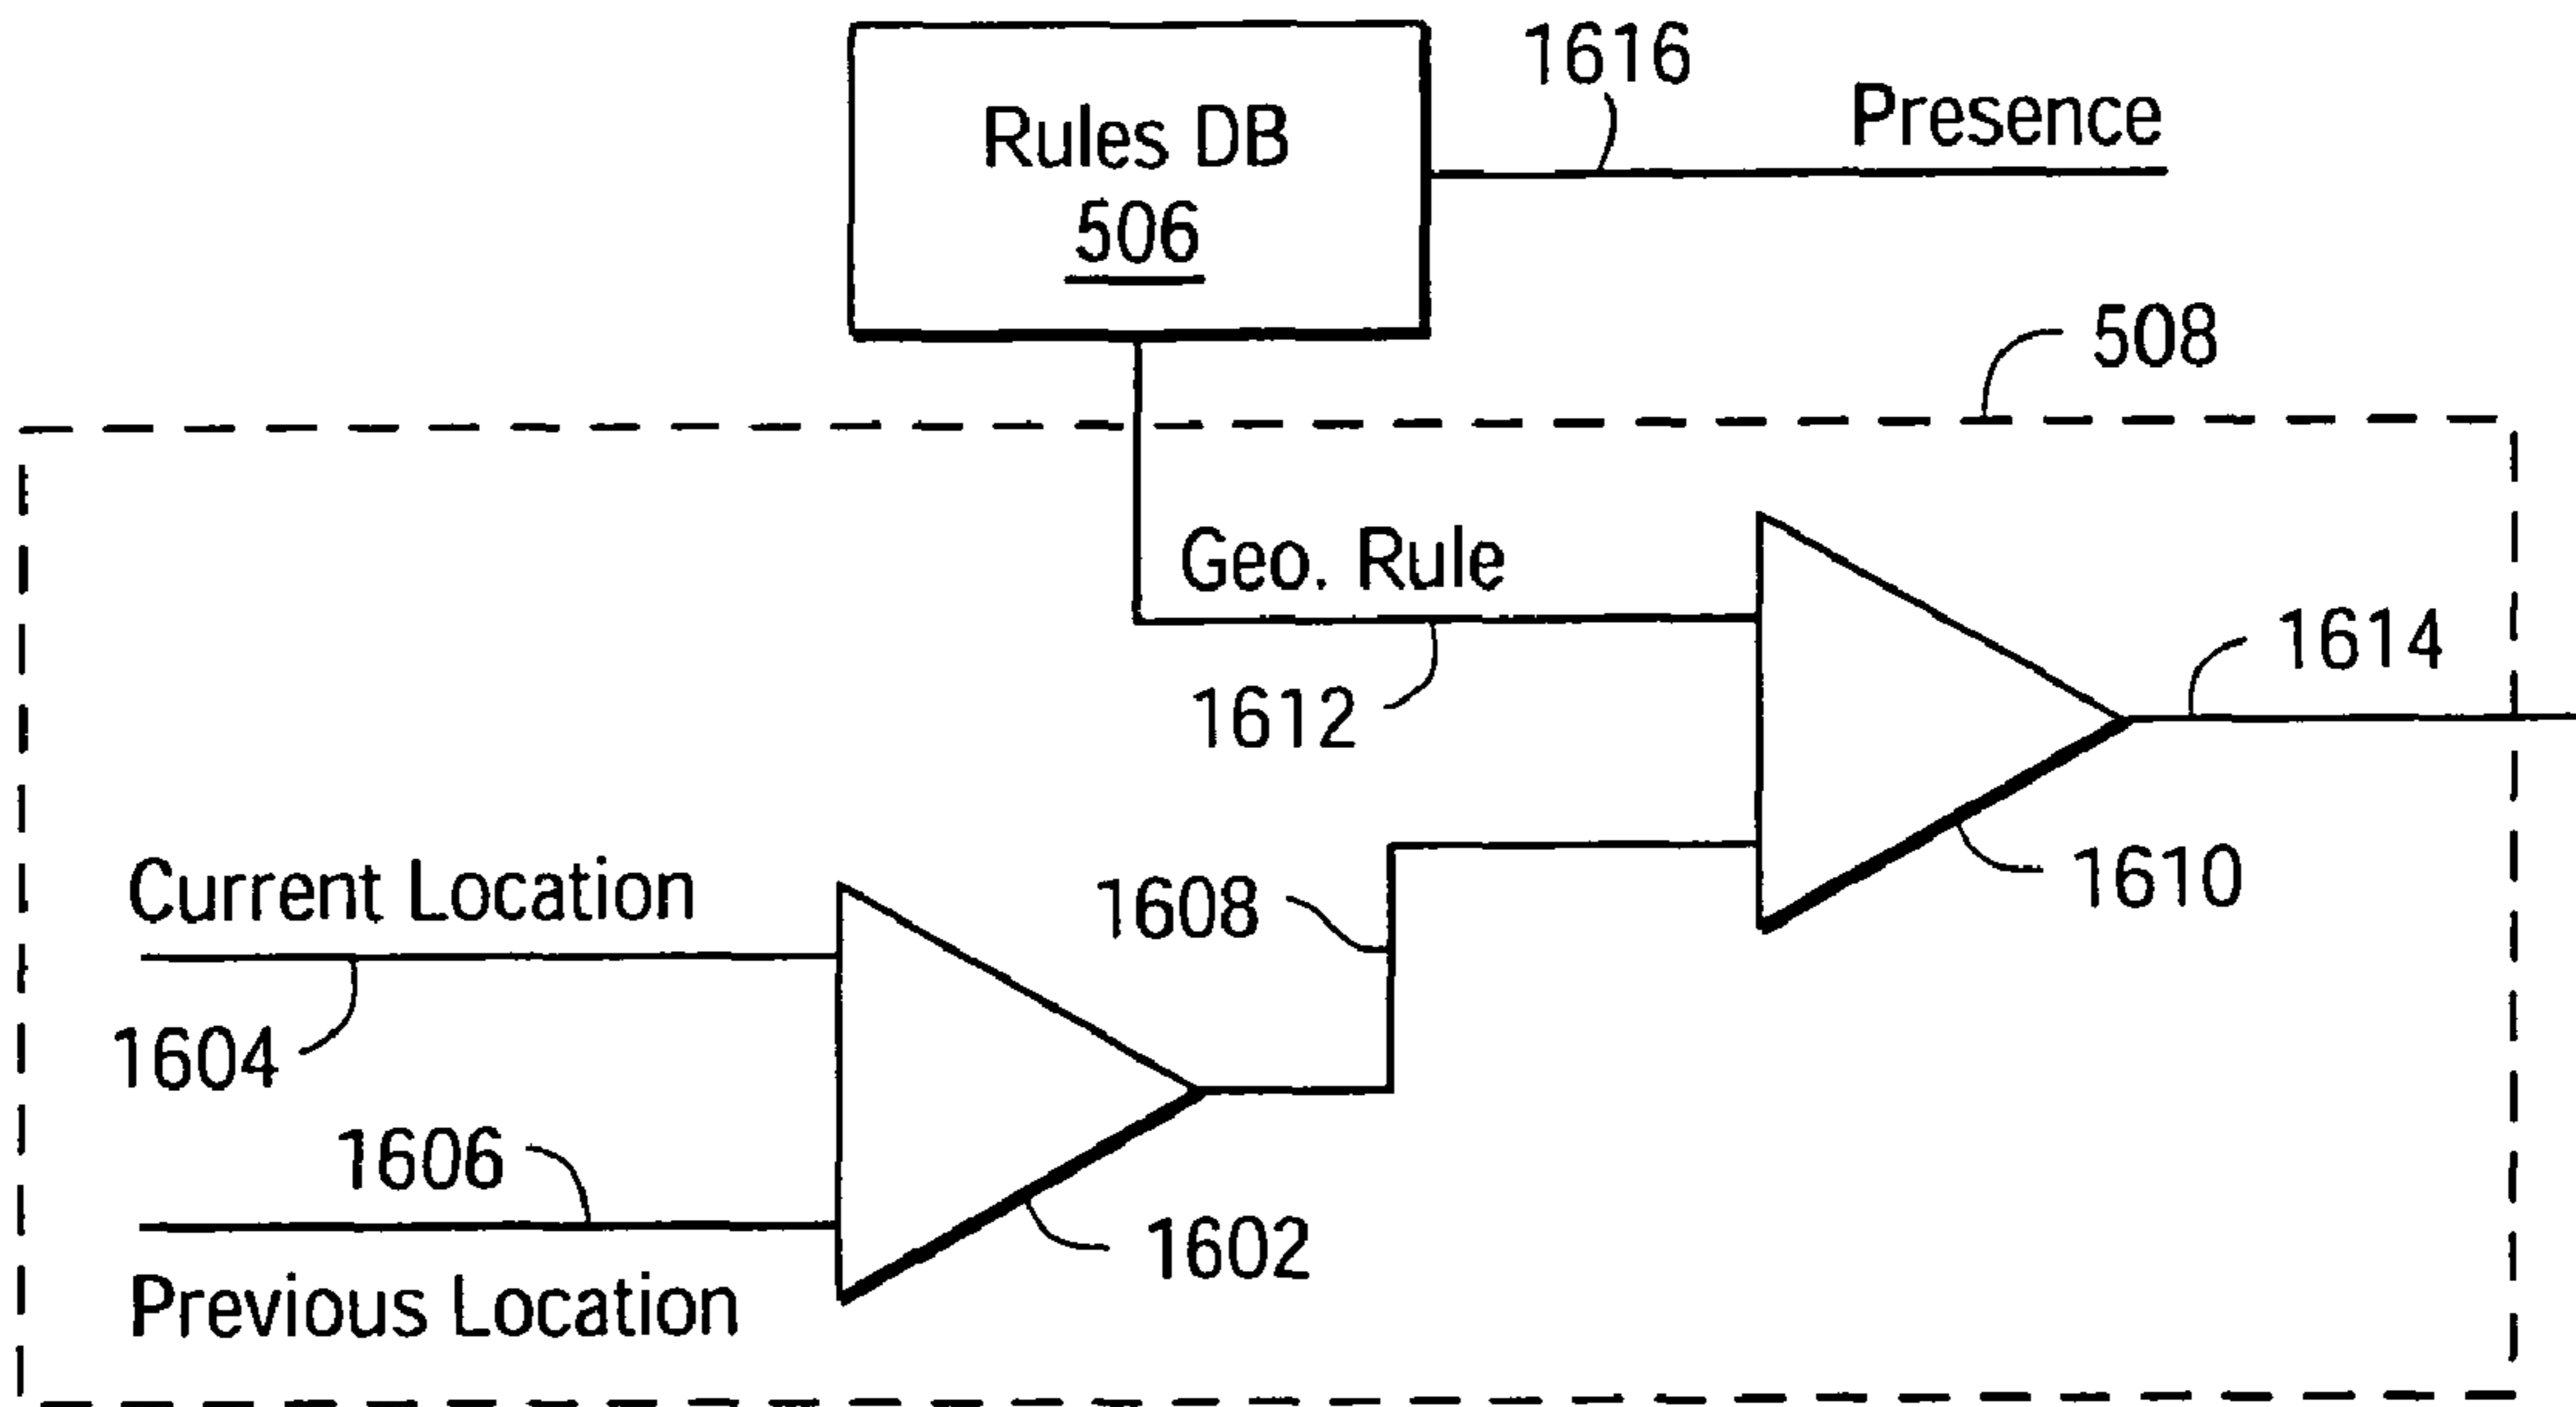 1616
Presence
Rules DB
506
508
Geo. Rule
1612
1614
1610
Current Location
1608
1604
1606
1602
Previous Location